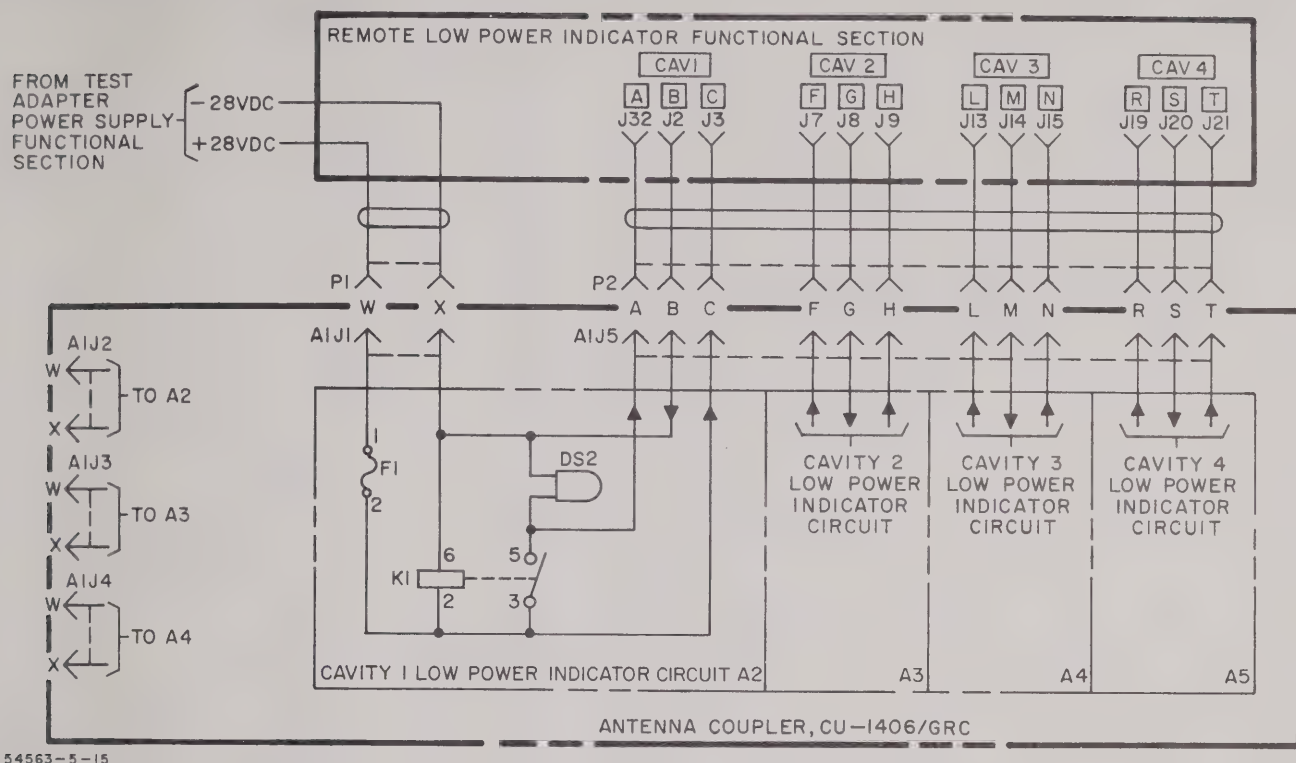 REMOTE LOW POWER INDICATOR FUNCTIONAL SECTION
FROM TEST
ADAPTER
POWER SUPPLY
FUNCTIONAL
SECTION
-28VDC
+28VDC
CAV1 CAV 2 CAV 3 CAV 4
A B C F G H L M N R S T
J32 J2 J3 J7 J8 J9 J13 J14 J15 J19 J20 J21
P1 P2
W X A B C F G H L M N R S T
A1J1 A1J5
A1J2
W
X
TO A2
A1J3
W
X
TO A3
A1J4
W
X
TO A4
1
F1
2
DS2
6
K1
2
5
3
CAVITY 2
LOW POWER
INDICATOR
CIRCUIT
CAVITY 3
LOW POWER
INDICATOR
CIRCUIT
CAVITY 4
LOW POWER
INDICATOR
CIRCUIT
CAVITY 1 LOW POWER INDICATOR CIRCUIT A2
A3
A4
A5
ANTENNA COUPLER, CU-1406/GRC
54563-5-15